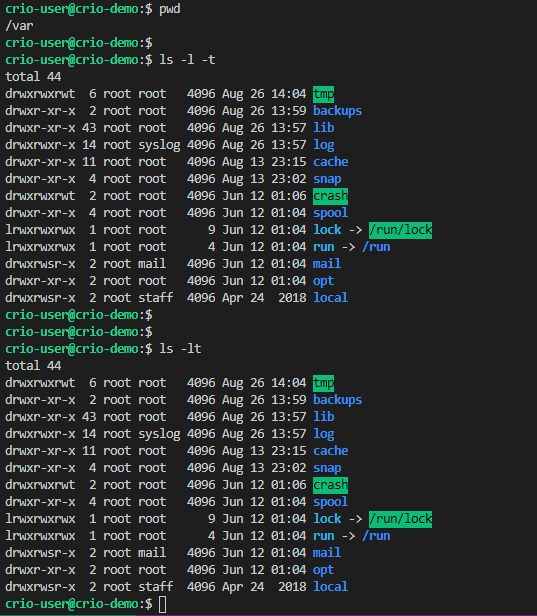 crio-user@crio-demo:$ pwd
/var
crio-user@crio-demo:$
crio-user@crio-demo:$ ls -l -t
total 44
drwxrwxrwt  6 root root   4096 Aug 26 14:04 tmp
drwxr-xr-x  2 root root   4096 Aug 26 13:59 backups
drwxr-xr-x 43 root root   4096 Aug 26 13:57 lib
drwxrwxr-x 14 root syslog 4096 Aug 26 13:57 log
drwxr-xr-x 11 root root   4096 Aug 13 23:15 cache
drwxr-xr-x  4 root root   4096 Aug 13 23:02 snap
drwxrwxrwt  2 root root   4096 Jun 12 01:06 crash
drwxr-xr-x  4 root root   4096 Jun 12 01:04 spool
lrwxrwxrwx  1 root root      9 Jun 12 01:04 lock -> /run/lock
lrwxrwxrwx  1 root root      4 Jun 12 01:04 run -> /run
drwxrwsr-x  2 root mail   4096 Jun 12 01:04 mail
drwxr-xr-x  2 root root   4096 Jun 12 01:04 opt
drwxrwsr-x  2 root staff  4096 Apr 24  2018 local
crio-user@crio-demo:$
crio-user@crio-demo:$
crio-user@crio-demo:$ ls -lt
total 44
drwxrwxrwt  6 root root   4096 Aug 26 14:04 tmp
drwxr-xr-x  2 root root   4096 Aug 26 13:59 backups
drwxr-xr-x 43 root root   4096 Aug 26 13:57 lib
drwxrwxr-x 14 root syslog 4096 Aug 26 13:57 log
drwxr-xr-x 11 root root   4096 Aug 13 23:15 cache
drwxr-xr-x  4 root root   4096 Aug 13 23:02 snap
drwxrwxrwt  2 root root   4096 Jun 12 01:06 crash
drwxr-xr-x  4 root root   4096 Jun 12 01:04 spool
lrwxrwxrwx  1 root root      9 Jun 12 01:04 lock -> /run/lock
lrwxrwxrwx  1 root root      4 Jun 12 01:04 run -> /run
drwxrwsr-x  2 root mail   4096 Jun 12 01:04 mail
drwxr-xr-x  2 root root   4096 Jun 12 01:04 opt
drwxrwsr-x  2 root staff  4096 Apr 24  2018 local
crio-user@crio-demo:$